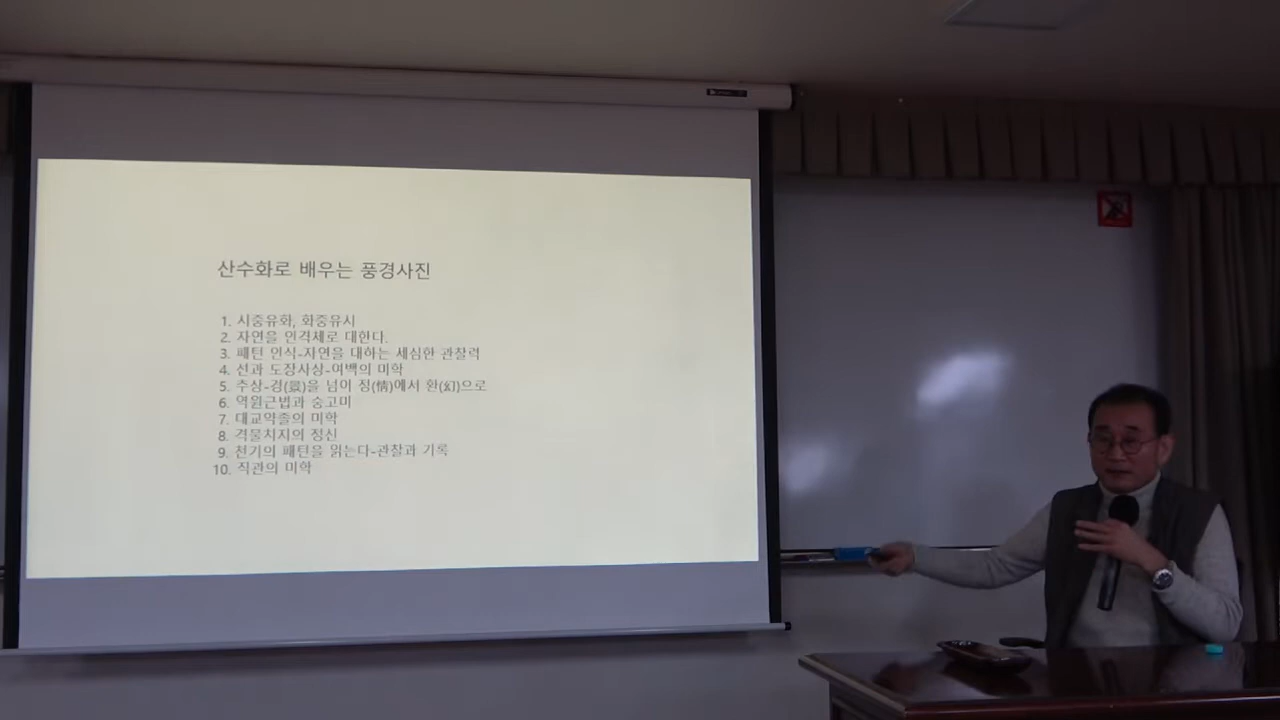 산수화로 배우는 풍경사진
1. 시중유화, 화중유시
2. 자연을 인격체로 대한다.
3. 패턴 인식-자연을 대하는 세심한 관찰력
4. 선과 도장사상-여백의 미학
5. 추상-경(景)을 넘이 정(情)에서 환(幻)으로
6. 역원근법과 숭고미
7. 대교약졸의 미학
8. 격물치지의 정신
9. 천기의 패턴을 읽는다-관찰과 기록
10. 직관의 미학